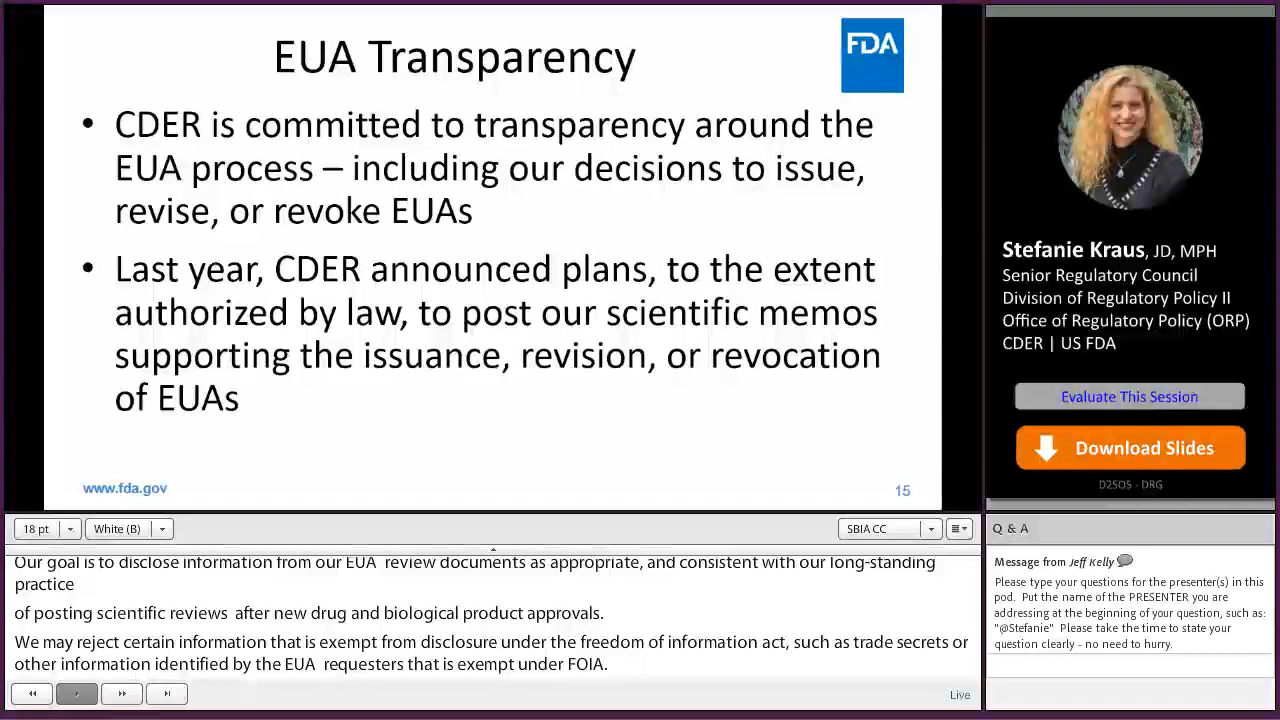 EUA Transparency
FDA
• CDER is committed to transparency around the
EUA process – including our decisions to issue,
revise, or revoke EUAs
• Last year, CDER announced plans, to the extent
authorized by law, to post our scientific memos
supporting the issuance, revision, or revocation
of EUAs
www.fda.gov
15
Stefanie Kraus, JD, MPH
Senior Regulatory Council
Division of Regulatory Policy II
Office of Regulatory Policy (ORP)
CDER | US FDA
Evaluate This Session
Download Slides
D2S05 - DRG
18 pt
White (B)
SBIA CC
Our goal is to disclose information from our EUA review documents as appropriate, and consistent with our long-standing
practice
of posting scientific reviews after new drug and biological product approvals.
We may reject certain information that is exempt from disclosure under the freedom of information act, such as trade secrets or
other information identified by the EUA requesters that is exempt under FOIA.
Live
Q & A
Message from Jeff Kelly
Please type your questions for the presenter(s) in this
pod. Put the name of the PRESENTER you are
addressing at the beginning of your question, such as:
"@Stefanie" Please take the time to state your
question clearly - no need to hurry.